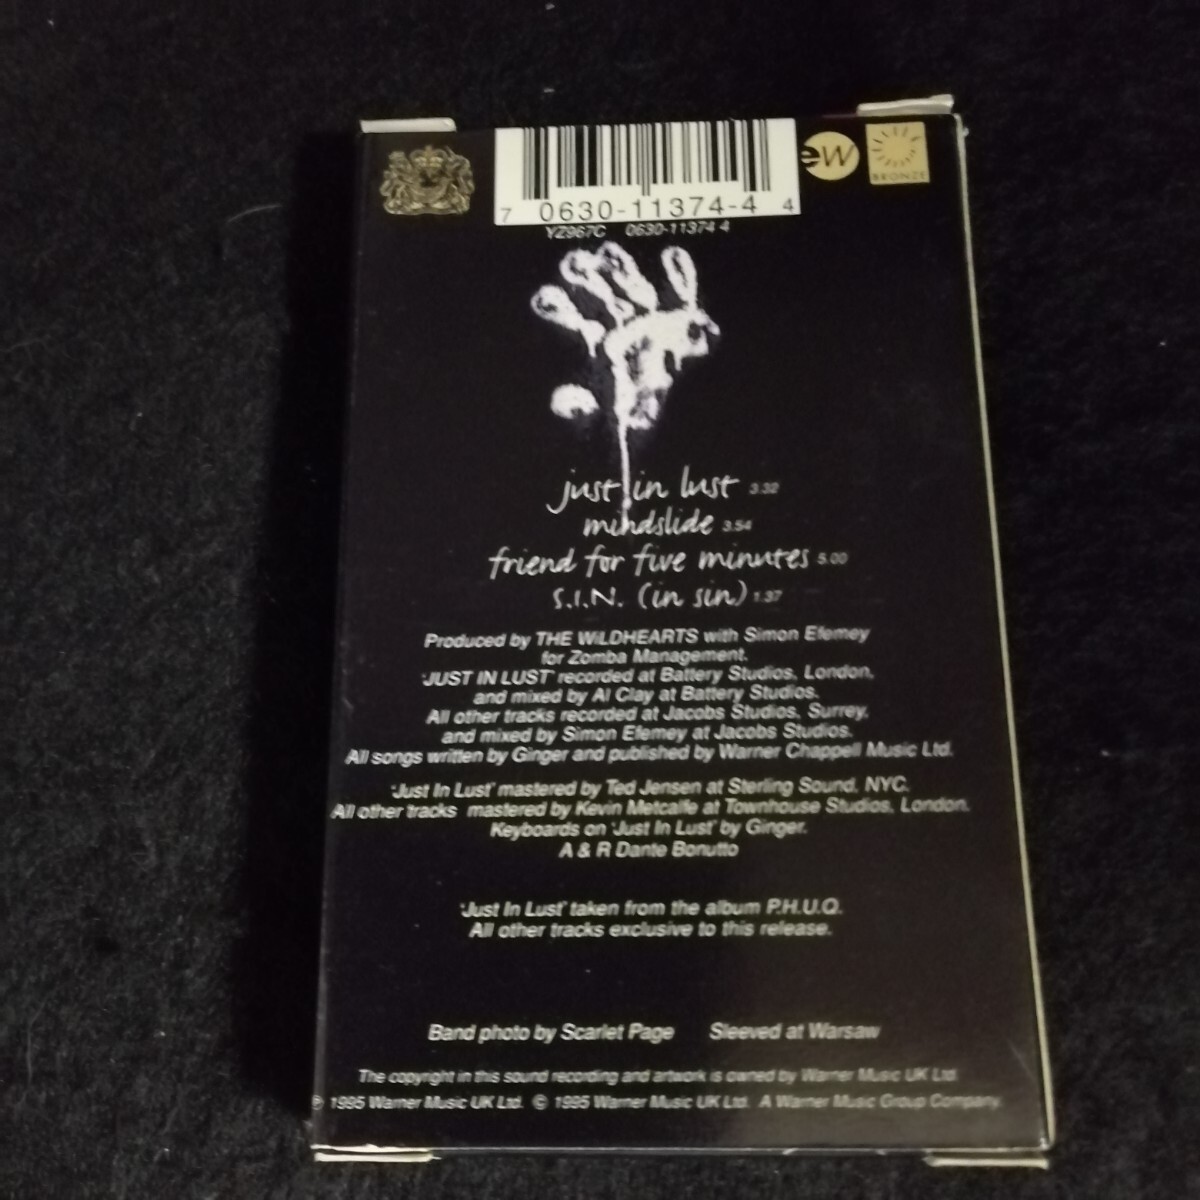 7 0630-11374-4 4
eW
BRONZE
YZ967C 0630-11374 4
just in lust 3.32
mindslide 3.54
friend for five minutes 5.00
S.I.N. (in sin) 1.37
Produced by THE WiLDHEARTS with Simon Efemey
for Zomba Management.
'JUST IN LUST' recorded at Battery Studios, London,
and mixed by Al Clay at Battery Studios.
All other tracks recorded at Jacobs Studios, Surrey,
and mixed by Simon Efemey at Jacobs Studios.
All songs written by Ginger and published by Warner Chappell Music Ltd.
'Just In Lust' mastered by Ted Jensen at Sterling Sound, NYC.
All other tracks mastered by Kevin Metcalfe at Townhouse Studios, London.
Keyboards on 'Just In Lust' by Ginger.
A & R Dante Bonutto
'Just In Lust' taken from the album P.H.U.Q.
All other tracks exclusive to this release.
Band photo by Scarlet Page Sleeved at Warsaw
The copyright in this sound recording and artwork is owned by Warner Music UK Ltd.
℗ 1995 Warner Music UK Ltd. © 1995 Warner Music UK Ltd. A Warner Music Group Company.